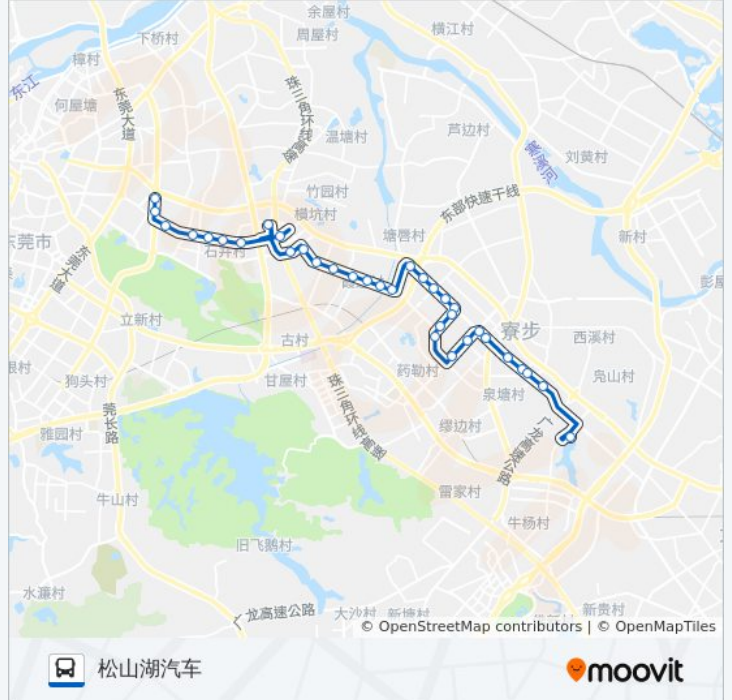 余屋村
周屋村
横江村
下桥村
樟村
东江
何屋塘
东莞大道
珠三角环线高速
温塘村
芦边村
寒溪河
刘黄村
竹园村
横坑村
东部快速干线
塘唇村
新村
东莞市
东莞大道
石井村
立新村
古村
寮步
西溪村
狗头村
甘屋村
药勒村
凫山村
泉塘村
莞长路
珠三角环线高速
雅园村
缪边村
广龙高速公路
雷家村
牛山村
牛杨村
旧飞鹅村
水濂村
广龙高速公路
大沙村
新塘村
新贵村
© OpenStreetMap contributors | © OpenMapTiles
松山湖汽车
moovit